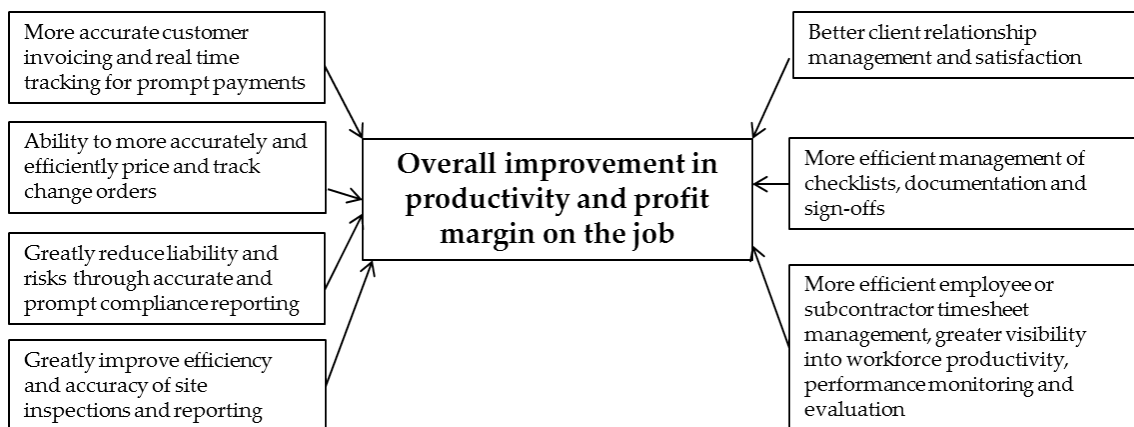 More accurate customer
invoicing and real time
tracking for prompt payments
Ability to more accurately and
efficiently price and track
change orders
Greatly reduce liability and
risks through accurate and
prompt compliance reporting
Greatly improve efficiency
and accuracy of site
inspections and reporting
Overall improvement in
productivity and profit
margin on the job
Better client relationship
management and satisfaction
More efficient management of
checklists, documentation and
sign-offs
More efficient employee or
subcontractor timesheet
management, greater visibility
into workforce productivity,
performance monitoring and
evaluation